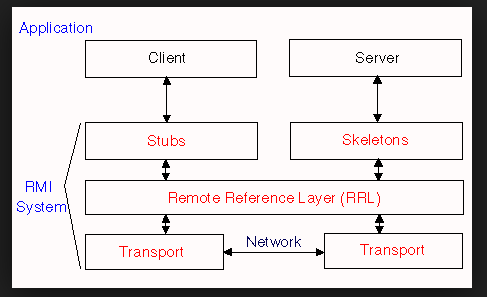 Application
Client
Server
Stubs
Skeletons
RMI
System
Remote Reference Layer (RRL)
Network
Transport
Transport